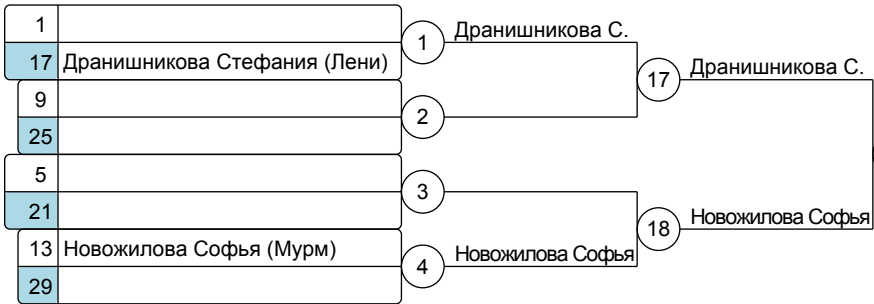 1
17 Дранишникова Стефания (Лени)
1
Дранишникова С.
9
25
2
17
Дранишникова С.
5
21
3
13 Новожилова Софья (Мурм)
29
4
Новожилова Софья
18
Новожилова Софья